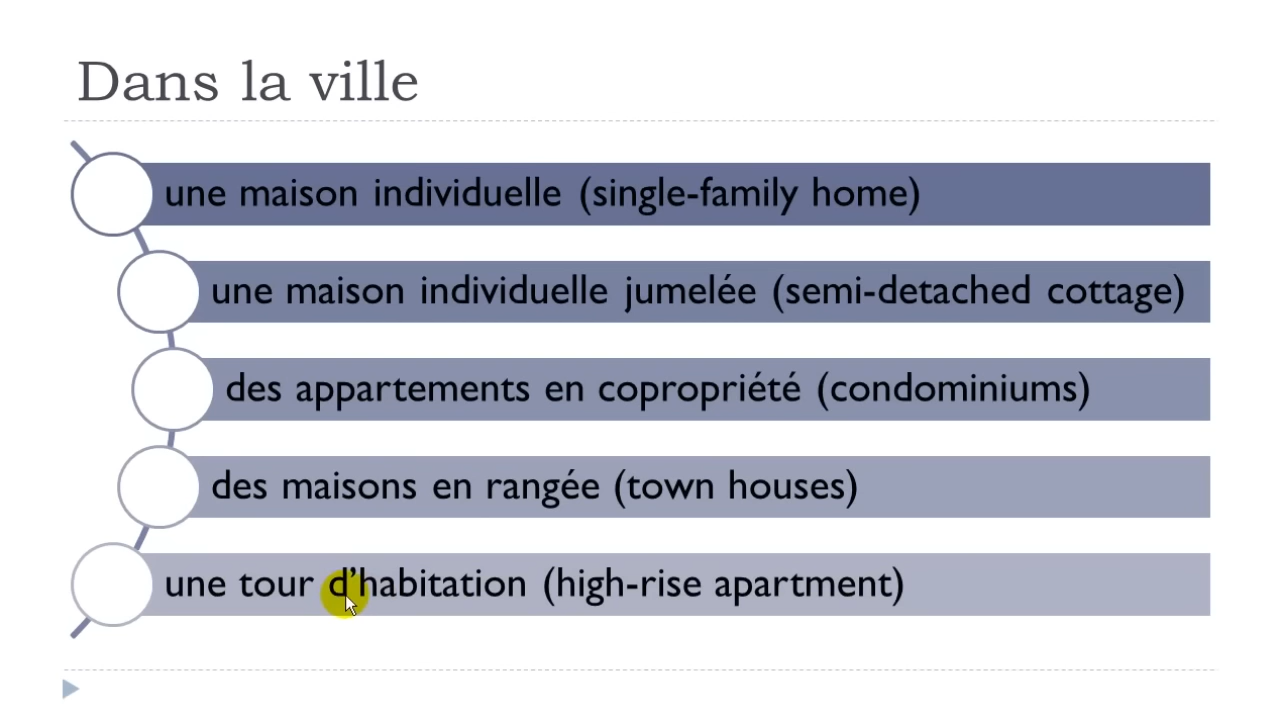 Dans la ville
une maison individuelle (single-family home)
une maison individuelle jumelée (semi-detached cottage)
des appartements en copropriété (condominiums)
des maisons en rangée (town houses)
une tour d’habitation (high-rise apartment)